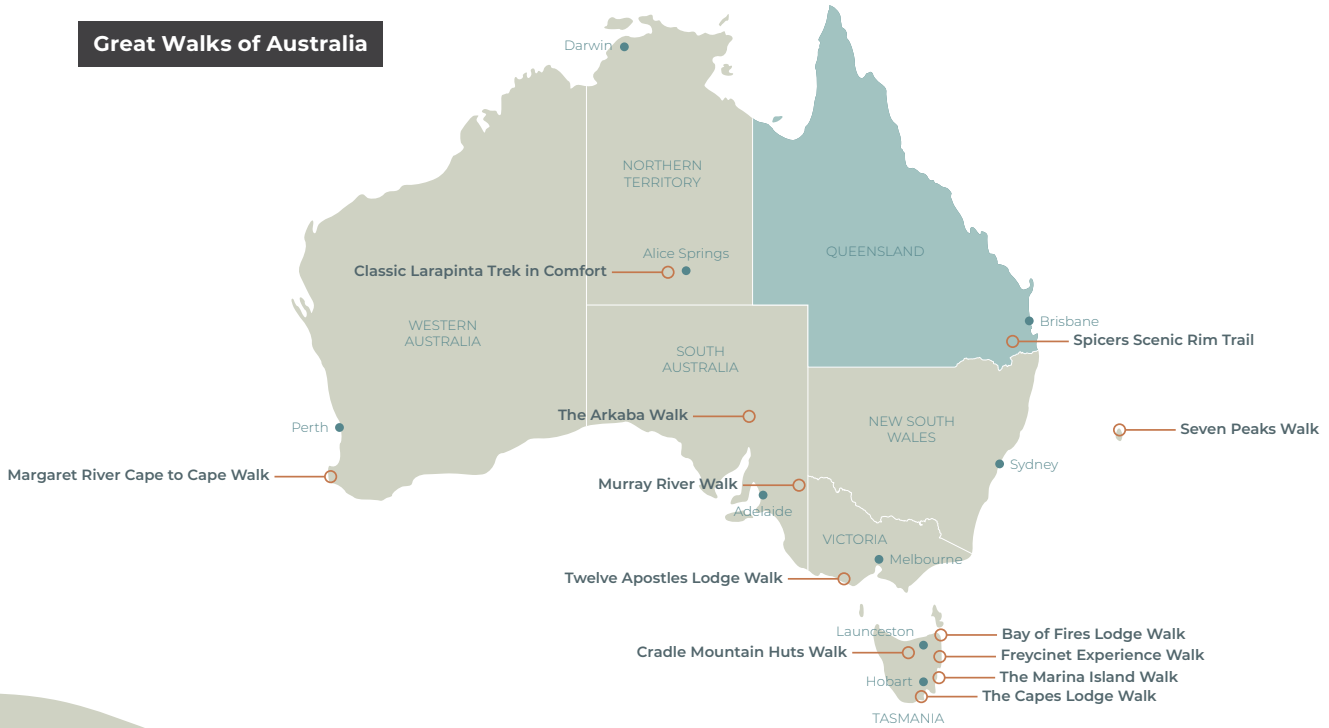 Great Walks of Australia
Darwin
NORTHERN
TERRITORY
QUEENSLAND
Alice Springs
Classic Larapinta Trek in Comfort
WESTERN
AUSTRALIA
Brisbane
Spicers Scenic Rim Trail
SOUTH
AUSTRALIA
The Arkaba Walk
NEW SOUTH
WALES
Perth
Seven Peaks Walk
Sydney
Margaret River Cape to Cape Walk
Murray River Walk
Adelaide
VICTORIA
Melbourne
Twelve Apostles Lodge Walk
Launceston
Bay of Fires Lodge Walk
Cradle Mountain Huts Walk
Freycinet Experience Walk
The Marina Island Walk
Hobart
The Capes Lodge Walk
TASMANIA